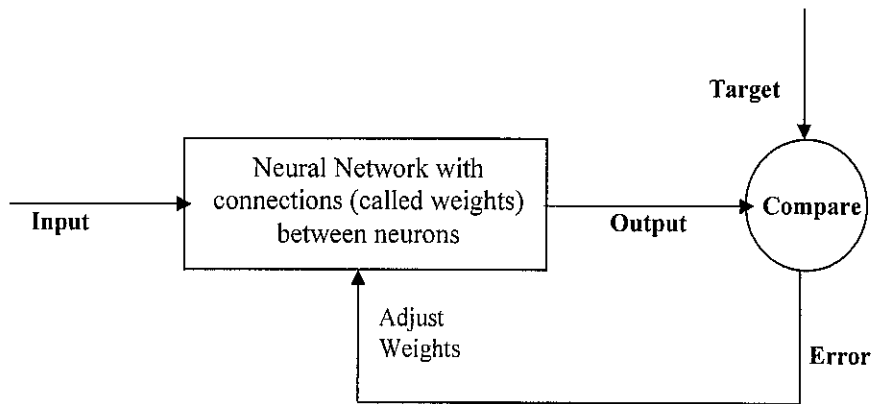 Target
Neural Network with
connections (called weights)
between neurons
Input
Output
Compare
Adjust
Weights
Error